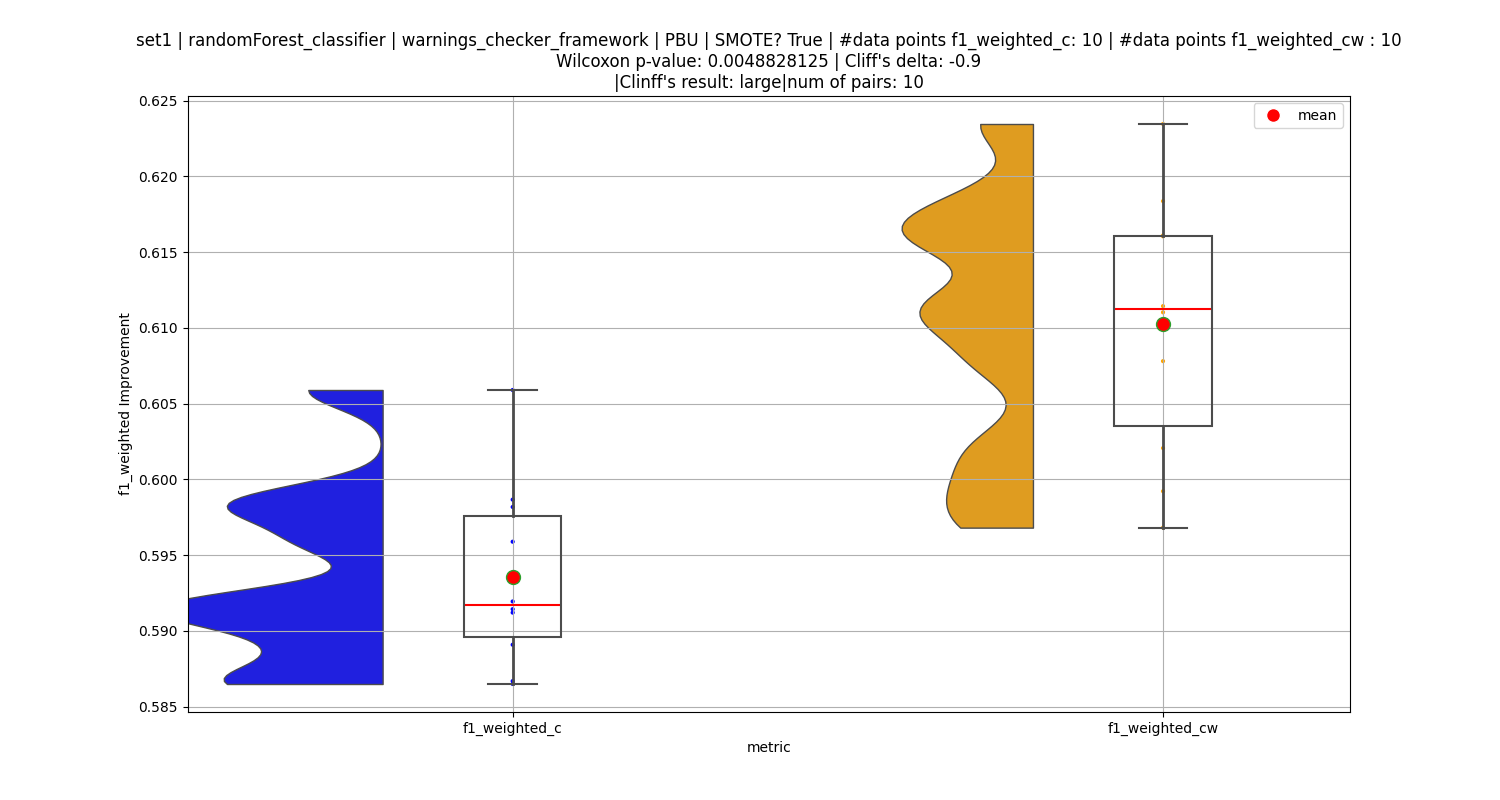 set1 | randomForest_classifier | warnings_checker_framework | PBU | SMOTE? True | #data points f1_weighted_c: 10 | #data points f1_weighted_cw : 10
Wilcoxon p-value: 0.0048828125 | Cliff's delta: -0.9
|Clinff's result: large|num of pairs: 10
mean
0.625
0.620
0.615
0.610
0.605
0.600
0.595
0.590
0.585
f1_weighted Improvement
f1_weighted_c
f1_weighted_cw
metric